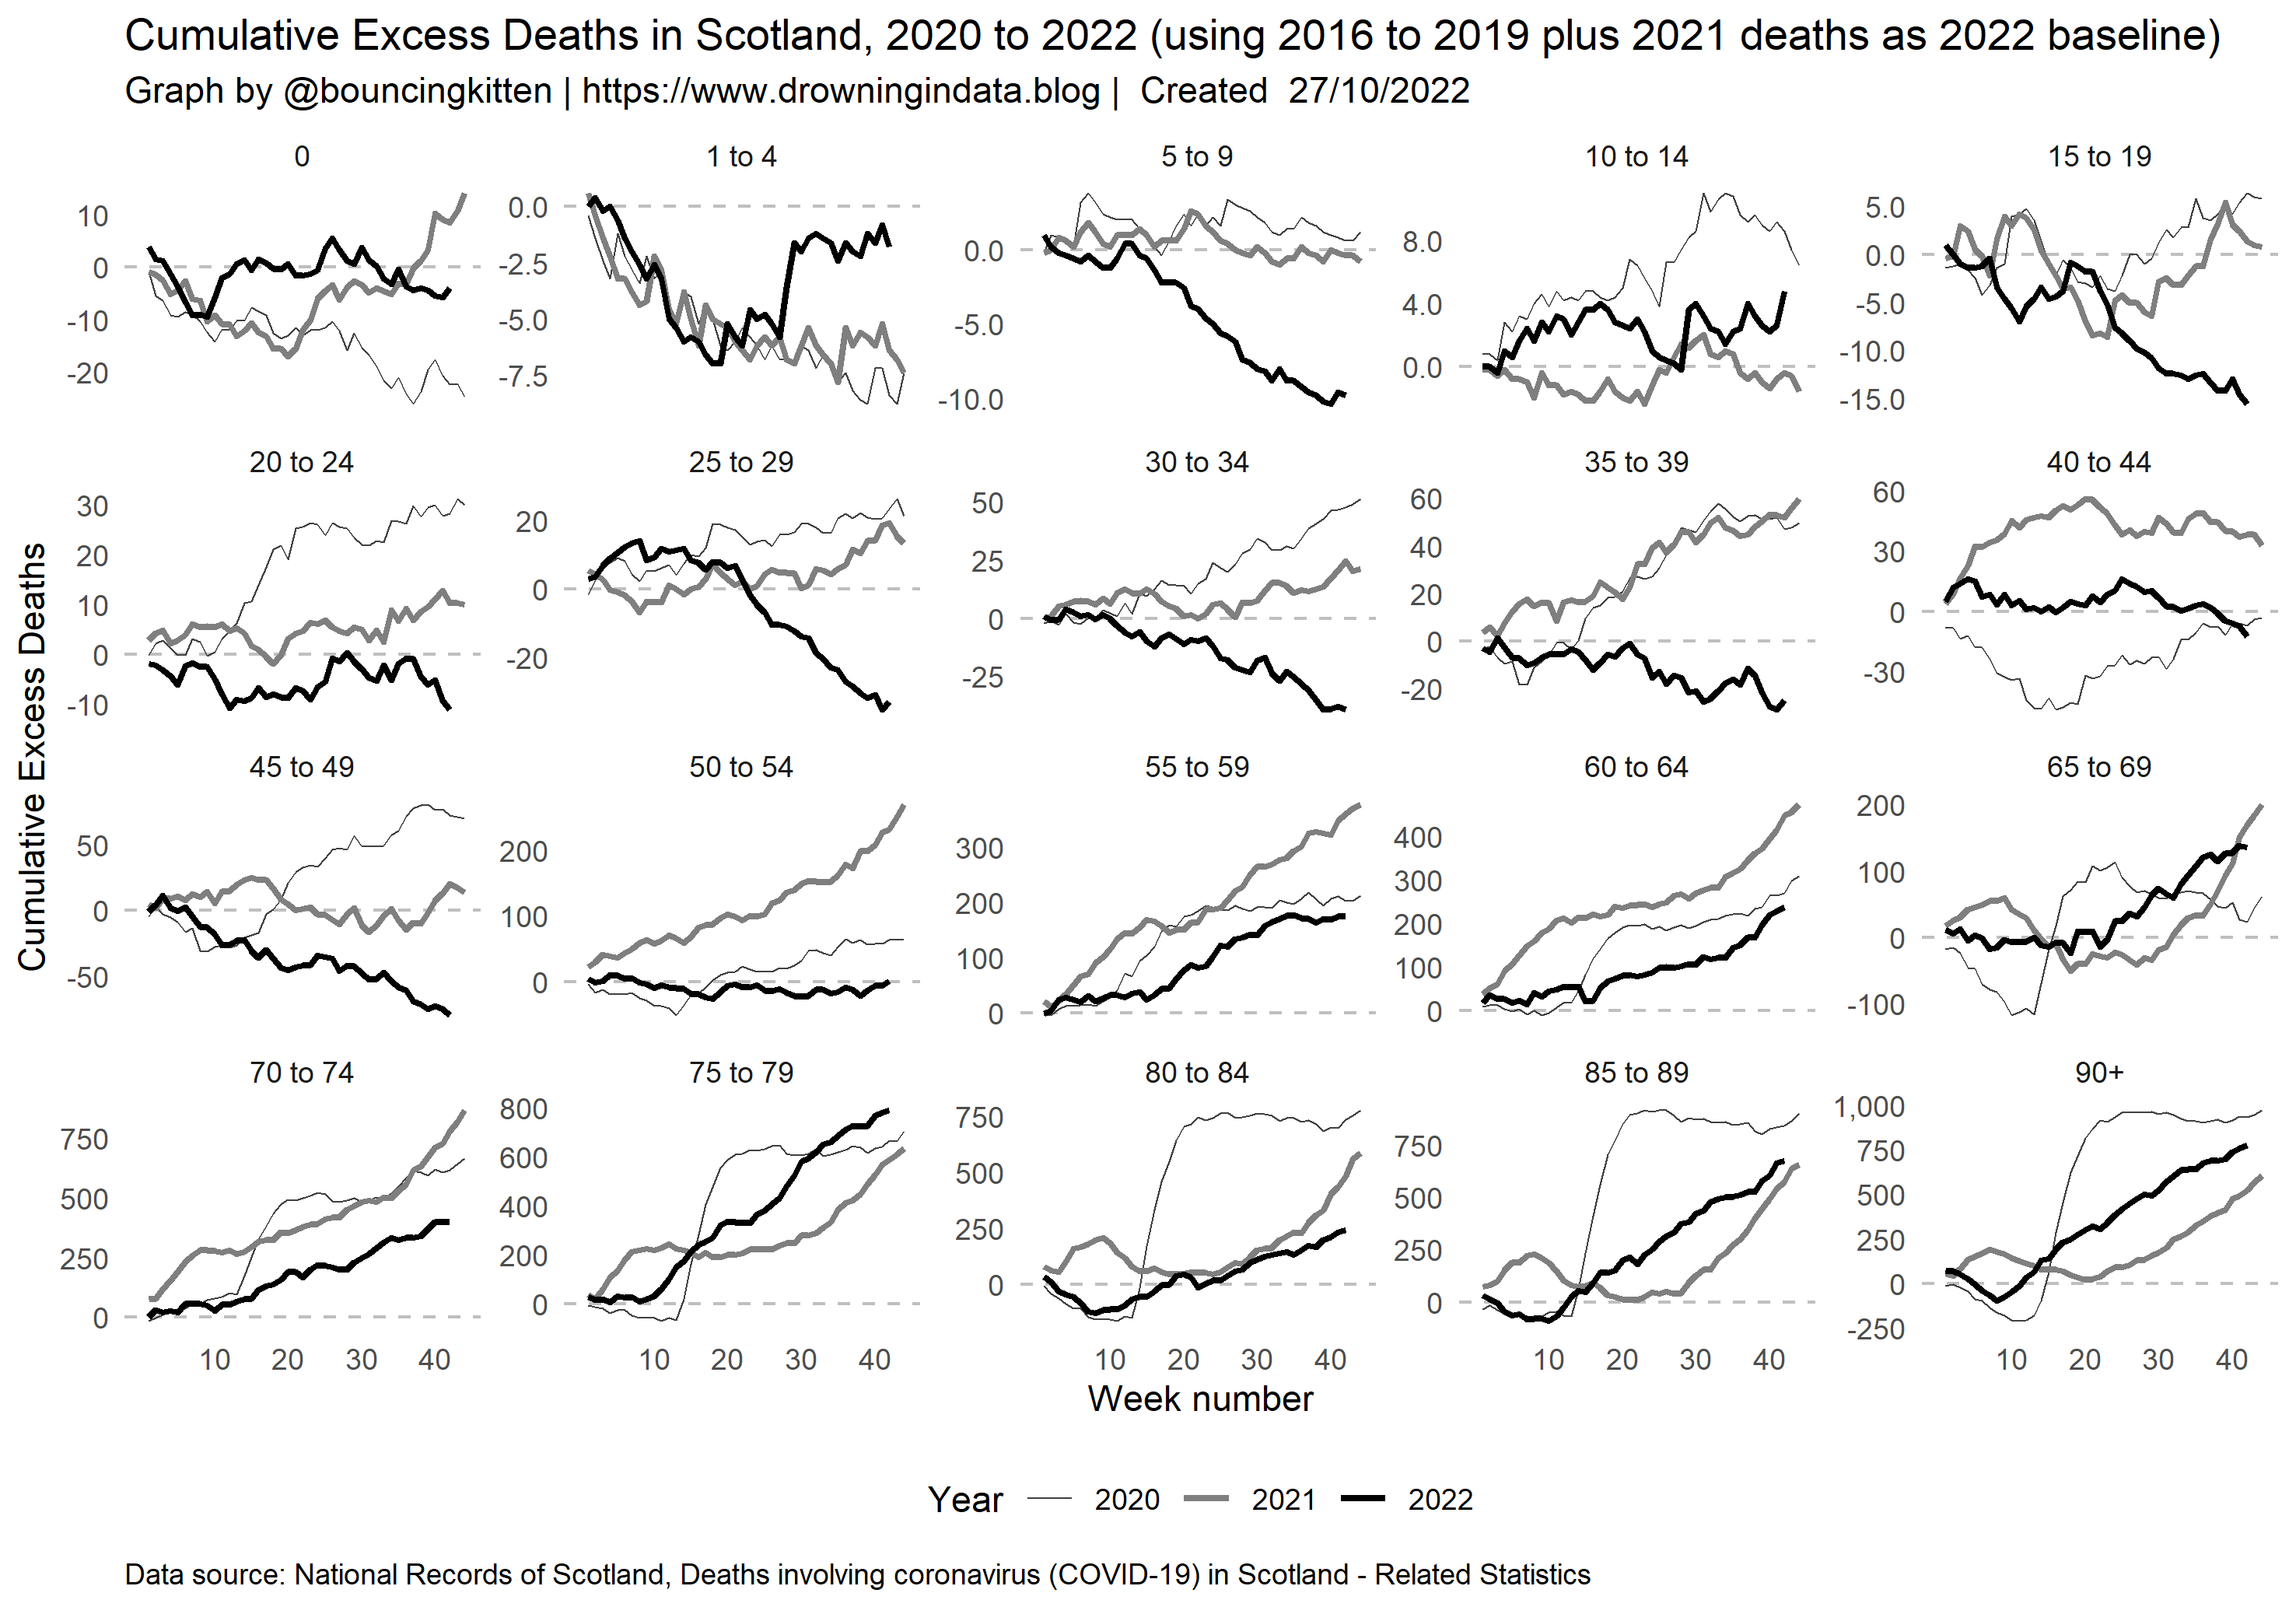 Cumulative Excess Deaths in Scotland, 2020 to 2022 (using 2016 to 2019 plus 2021 deaths as 2022 baseline)
Graph by @bouncingkitten | https://www.drowningindata.blog | Created 27/10/2022
Cumulative Excess Deaths
0
10
0
-10
-20
1 to 4
0.0
-2.5
-5.0
-7.5
5 to 9
0.0
-5.0
-10.0
10 to 14
8.0
4.0
0.0
15 to 19
5.0
0.0
-5.0
-10.0
-15.0
20 to 24
30
20
10
0
-10
25 to 29
20
0
-20
30 to 34
50
25
0
-25
35 to 39
60
40
20
0
-20
40 to 44
60
30
0
-30
45 to 49
50
0
-50
50 to 54
200
100
0
55 to 59
300
200
100
0
60 to 64
400
300
200
100
0
65 to 69
200
100
0
-100
70 to 74
750
500
250
0
75 to 79
800
600
400
200
0
80 to 84
750
500
250
0
85 to 89
750
500
250
0
90+
1,000
750
500
250
0
-250
10 20 30 40
10 20 30 40
10 20 30 40
10 20 30 40
10 20 30 40
Week number
Year 2020 2021 2022
Data source: National Records of Scotland, Deaths involving coronavirus (COVID-19) in Scotland - Related Statistics